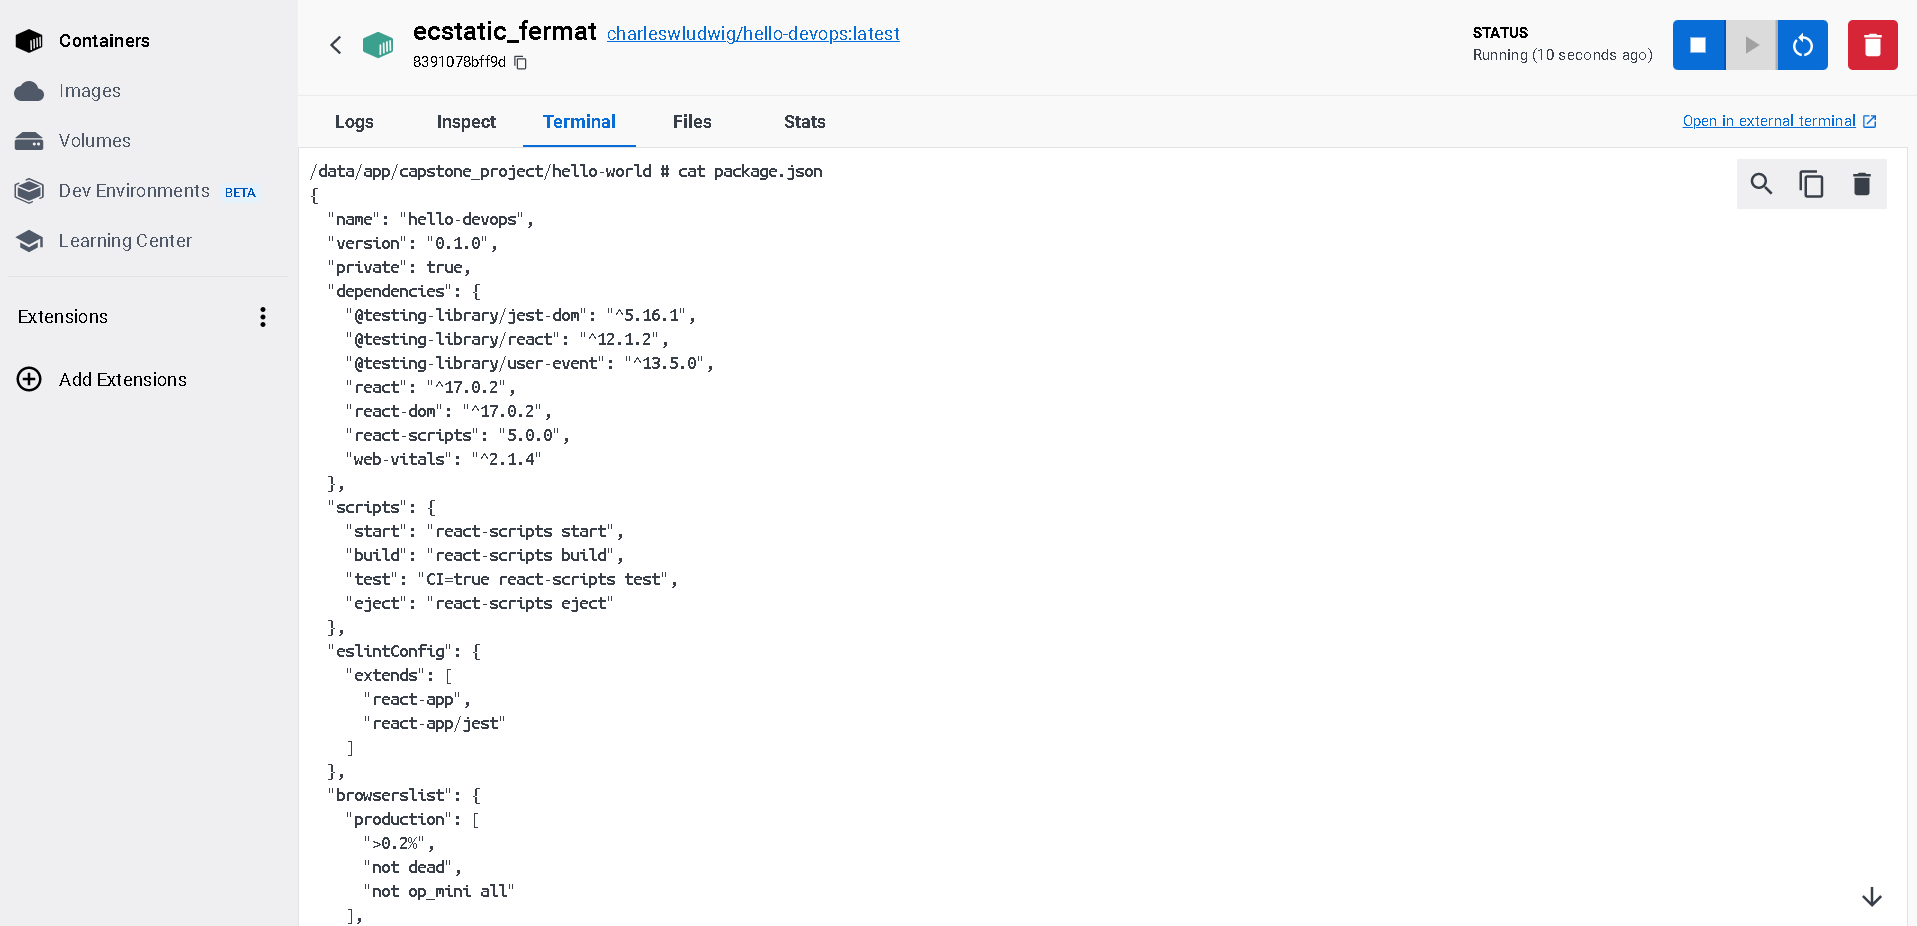 Containers
Images
Volumes
Dev Environments BETA
Learning Center
Extensions
Add Extensions
ecstatic_fermat charleswludwig/hello-devops:latest
8391078bff9d
STATUS
Running (10 seconds ago)
Logs Inspect Terminal Files Stats
Open in external terminal
/data/app/capstone_project/hello-world # cat package.json
{
  "name": "hello-devops",
  "version": "0.1.0",
  "private": true,
  "dependencies": {
    "@testing-library/jest-dom": "^5.16.1",
    "@testing-library/react": "^12.1.2",
    "@testing-library/user-event": "^13.5.0",
    "react": "^17.0.2",
    "react-dom": "^17.0.2",
    "react-scripts": "5.0.0",
    "web-vitals": "^2.1.4"
  },
  "scripts": {
    "start": "react-scripts start",
    "build": "react-scripts build",
    "test": "CI=true react-scripts test",
    "eject": "react-scripts eject"
  },
  "eslintConfig": {
    "extends": [
      "react-app",
      "react-app/jest"
    ]
  },
  "browserslist": {
    "production": [
      ">0.2%",
      "not dead",
      "not op_mini all"
    ],